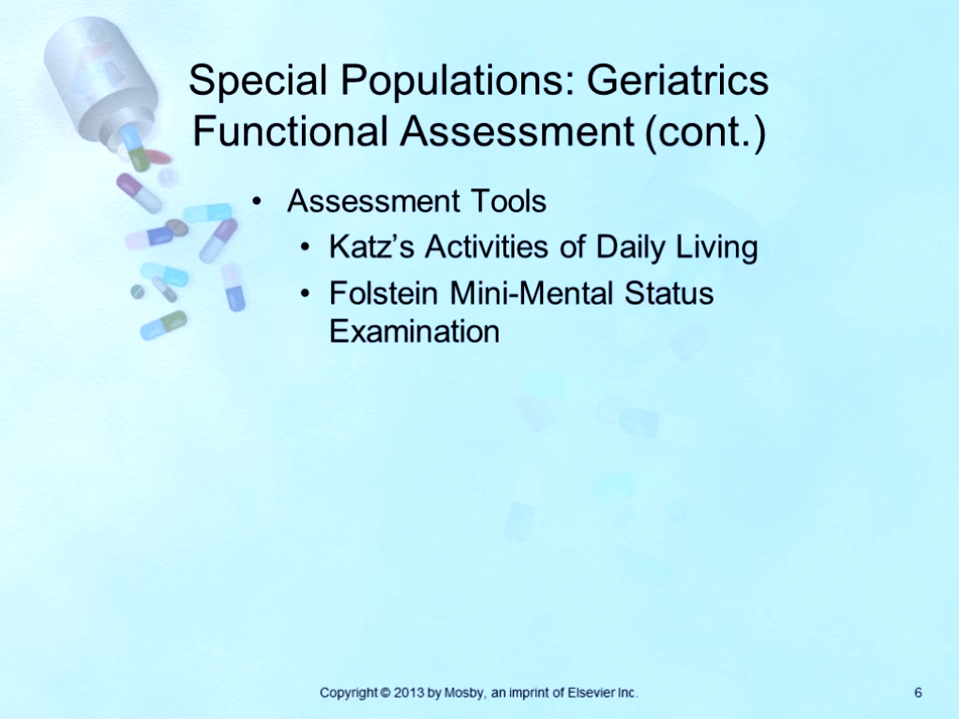 Special Populations: Geriatrics
Functional Assessment (cont.)
• Assessment Tools
• Katz’s Activities of Daily Living
• Folstein Mini-Mental Status
Examination
Copyright © 2013 by Mosby, an imprint of Elsevier Inc.
6